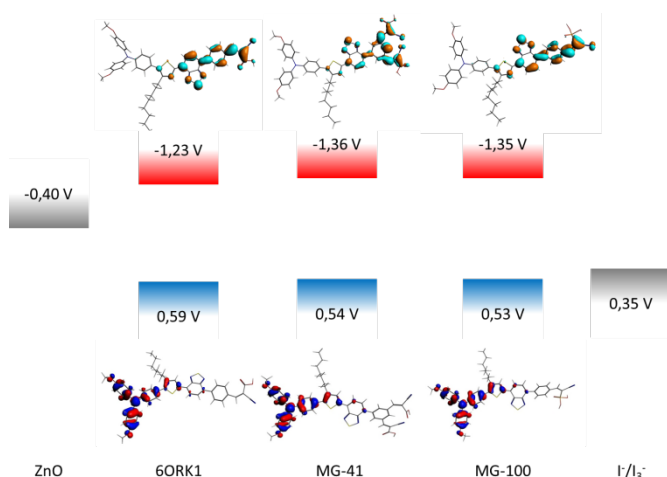 -1,23 V
-1,36 V
-1,35 V
-0,40 V
0,59 V
0,54 V
0,53 V
0,35 V
ZnO 6ORK1 MG-41 MG-100 I⁻/I₃⁻